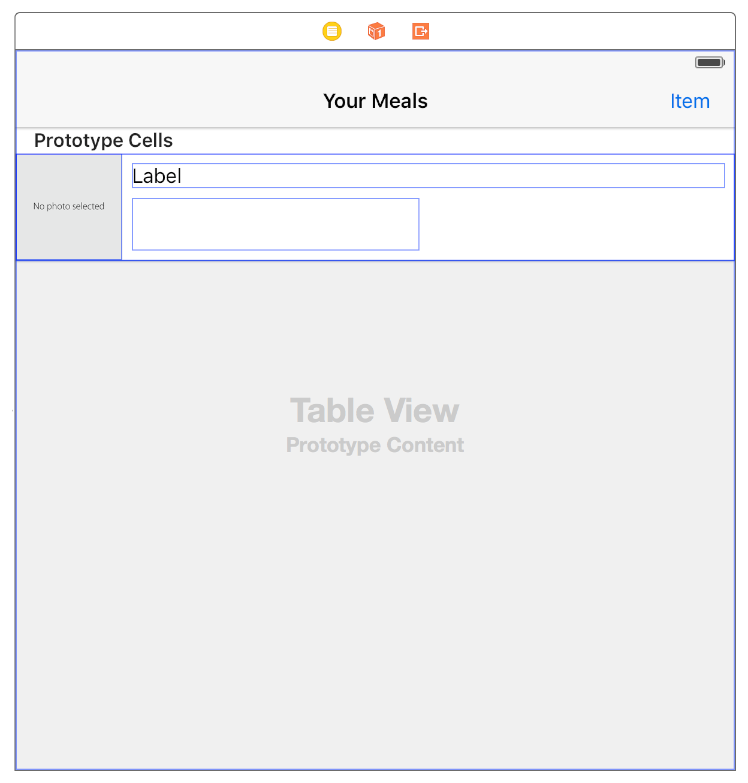 Your Meals
Item
Prototype Cells
Label
No photo selected
Table View
Prototype Content